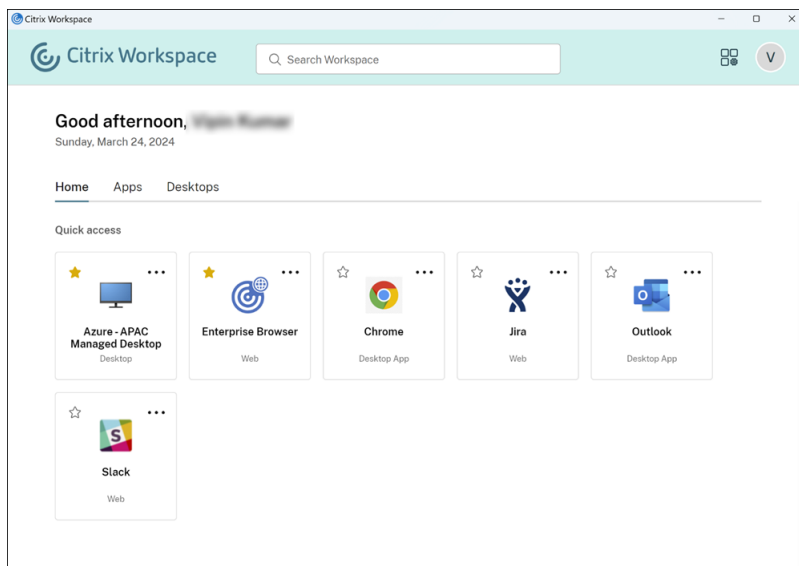 Citrix Workspace
Citrix Workspace
Search Workspace
V
Good afternoon,
Sunday, March 24, 2024
Home Apps Desktops
Quick access
Azure - APAC
Managed Desktop
Desktop
Enterprise Browser
Web
Chrome
Desktop App
Jira
Web
Outlook
Desktop App
Slack
Web